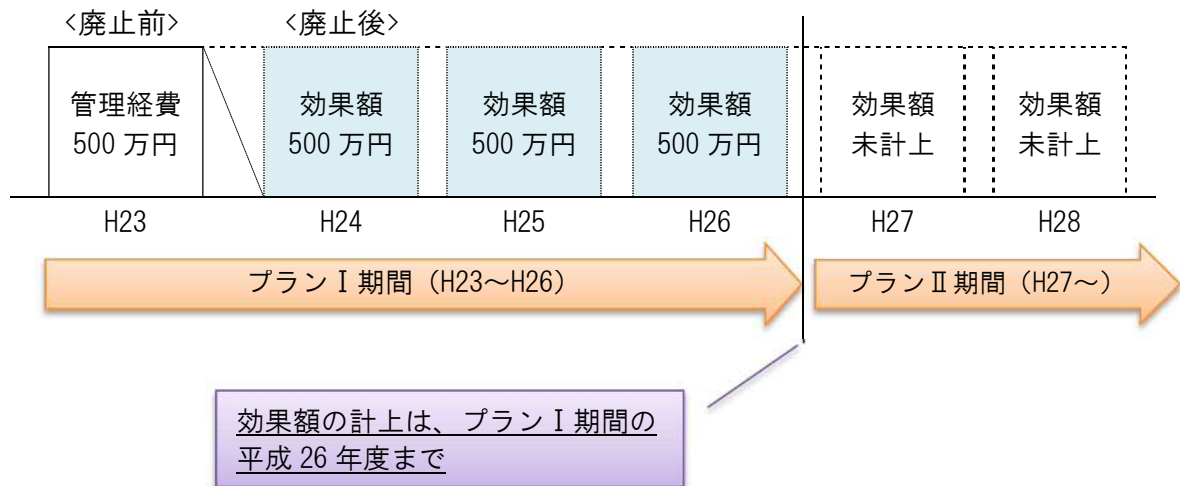 <廃止前> <廃止後>
管理経費 効果額 効果額 効果額 効果額 効果額
500 万円 500 万円 500 万円 500 万円 未計上 未計上
H23 H24 H25 H26 H27 H28
プランⅠ期間（H23～H26） プランⅡ期間（H27～）
効果額の計上は、プランⅠ期間の
平成 26 年度まで